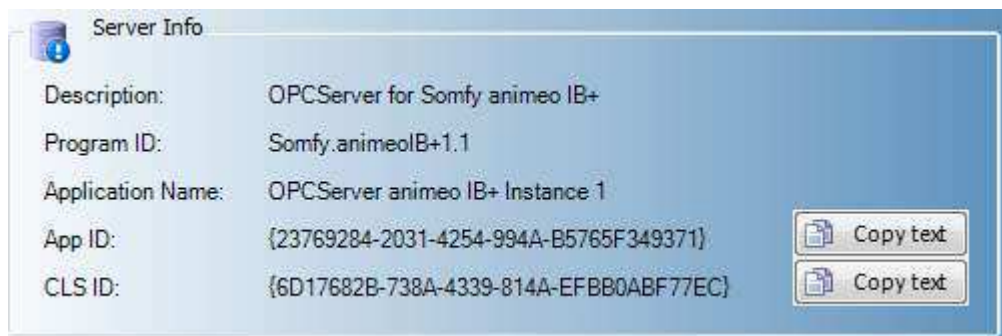 Server Info
Description: OPCServer for Somfy animeo IB+
Program ID: Somfy.animeoIB+1.1
Application Name: OPCServer animeo IB+ Instance 1
App ID: {23769284-2031-4254-994A-B5765F349371} Copy text
CLS ID: {6D17682B-738A-4339-814A-EFBB0ABF77EC} Copy text